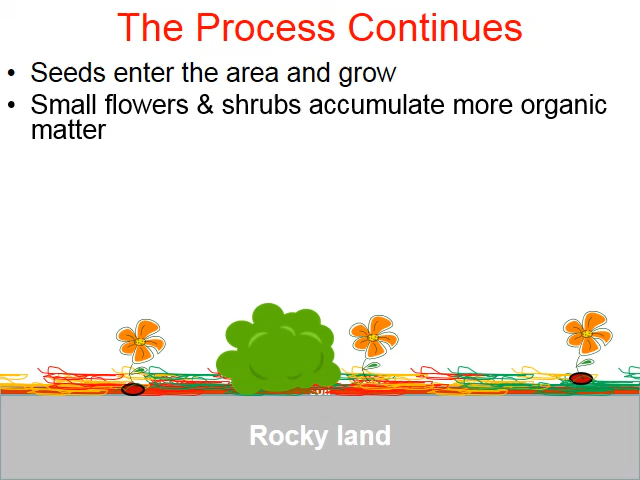 The Process Continues
• Seeds enter the area and grow
• Small flowers & shrubs accumulate more organic
matter
Rocky land